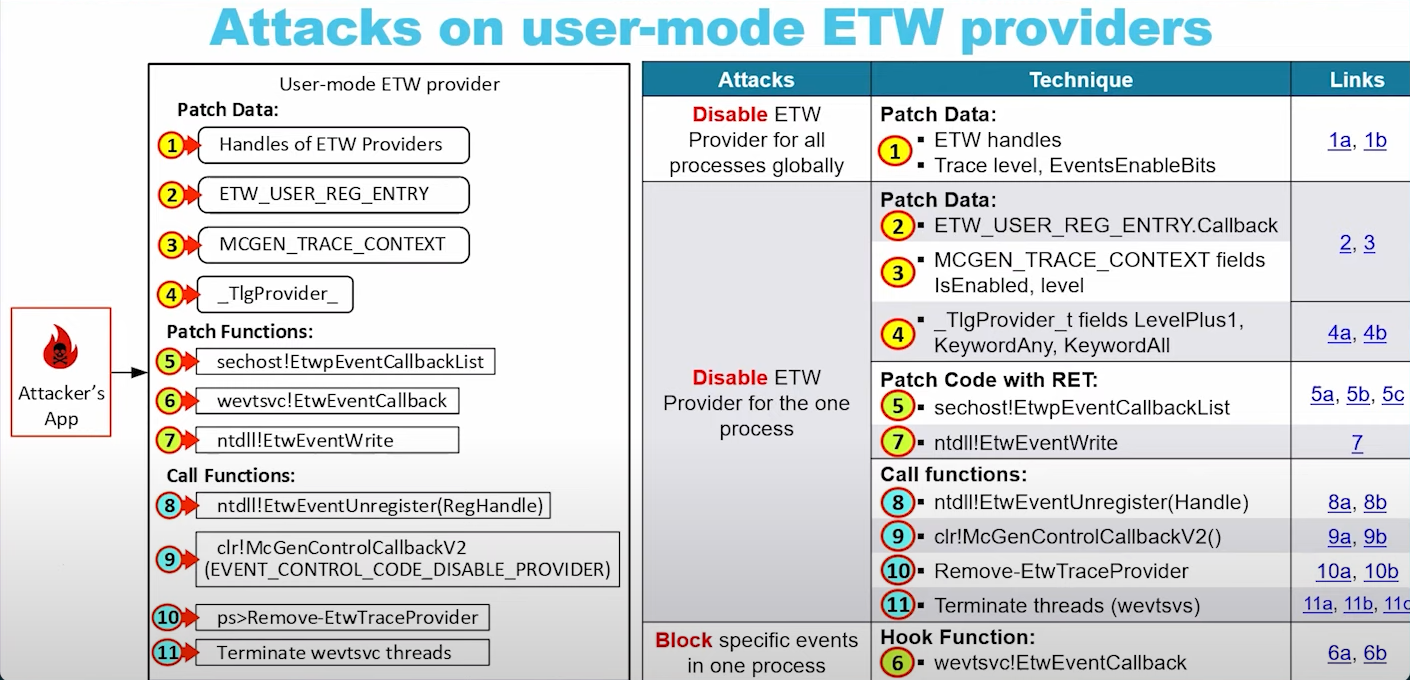 Attacks on user-mode ETW providers
User-mode ETW provider
Patch Data:
1
Handles of ETW Providers
2
ETW_USER_REG_ENTRY
3
MCGEN_TRACE_CONTEXT
4
_TlgProvider_
Patch Functions:
5
sechost!EtwpEventCallbackList
6
wevtsvc!EtwEventCallback
7
ntdll!EtwEventWrite
Call Functions:
8
ntdll!EtwEventUnregister(RegHandle)
9
clr!McGenControlCallbackV2
(EVENT_CONTROL_CODE_DISABLE_PROVIDER)
10
ps>Remove-EtwTraceProvider
11
Terminate wevtsvc threads
Attacker's
App
Attacks
Technique
Links
Disable ETW
Provider for all
processes globally
Patch Data:
1
▪ ETW handles
▪ Trace level, EventsEnableBits
1a, 1b
Disable ETW
Provider for the one
process
Patch Data:
2 ▪ ETW_USER_REG_ENTRY.Callback
3 ▪ MCGEN_TRACE_CONTEXT fields
IsEnabled, level
2, 3
4 ▪ _TlgProvider_t fields LevelPlus1,
KeywordAny, KeywordAll
4a, 4b
Patch Code with RET:
5 ▪ sechost!EtwpEventCallbackList
5a, 5b, 5c
7 ▪ ntdll!EtwEventWrite
7
Call functions:
8 ▪ ntdll!EtwEventUnregister(Handle)
8a, 8b
9 ▪ clr!McGenControlCallbackV2()
9a, 9b
10 ▪ Remove-EtwTraceProvider
10a, 10b
11 ▪ Terminate threads (wevtsvs)
11a, 11b, 11c
Block specific events
in one process
Hook Function:
6 ▪ wevtsvc!EtwEventCallback
6a, 6b